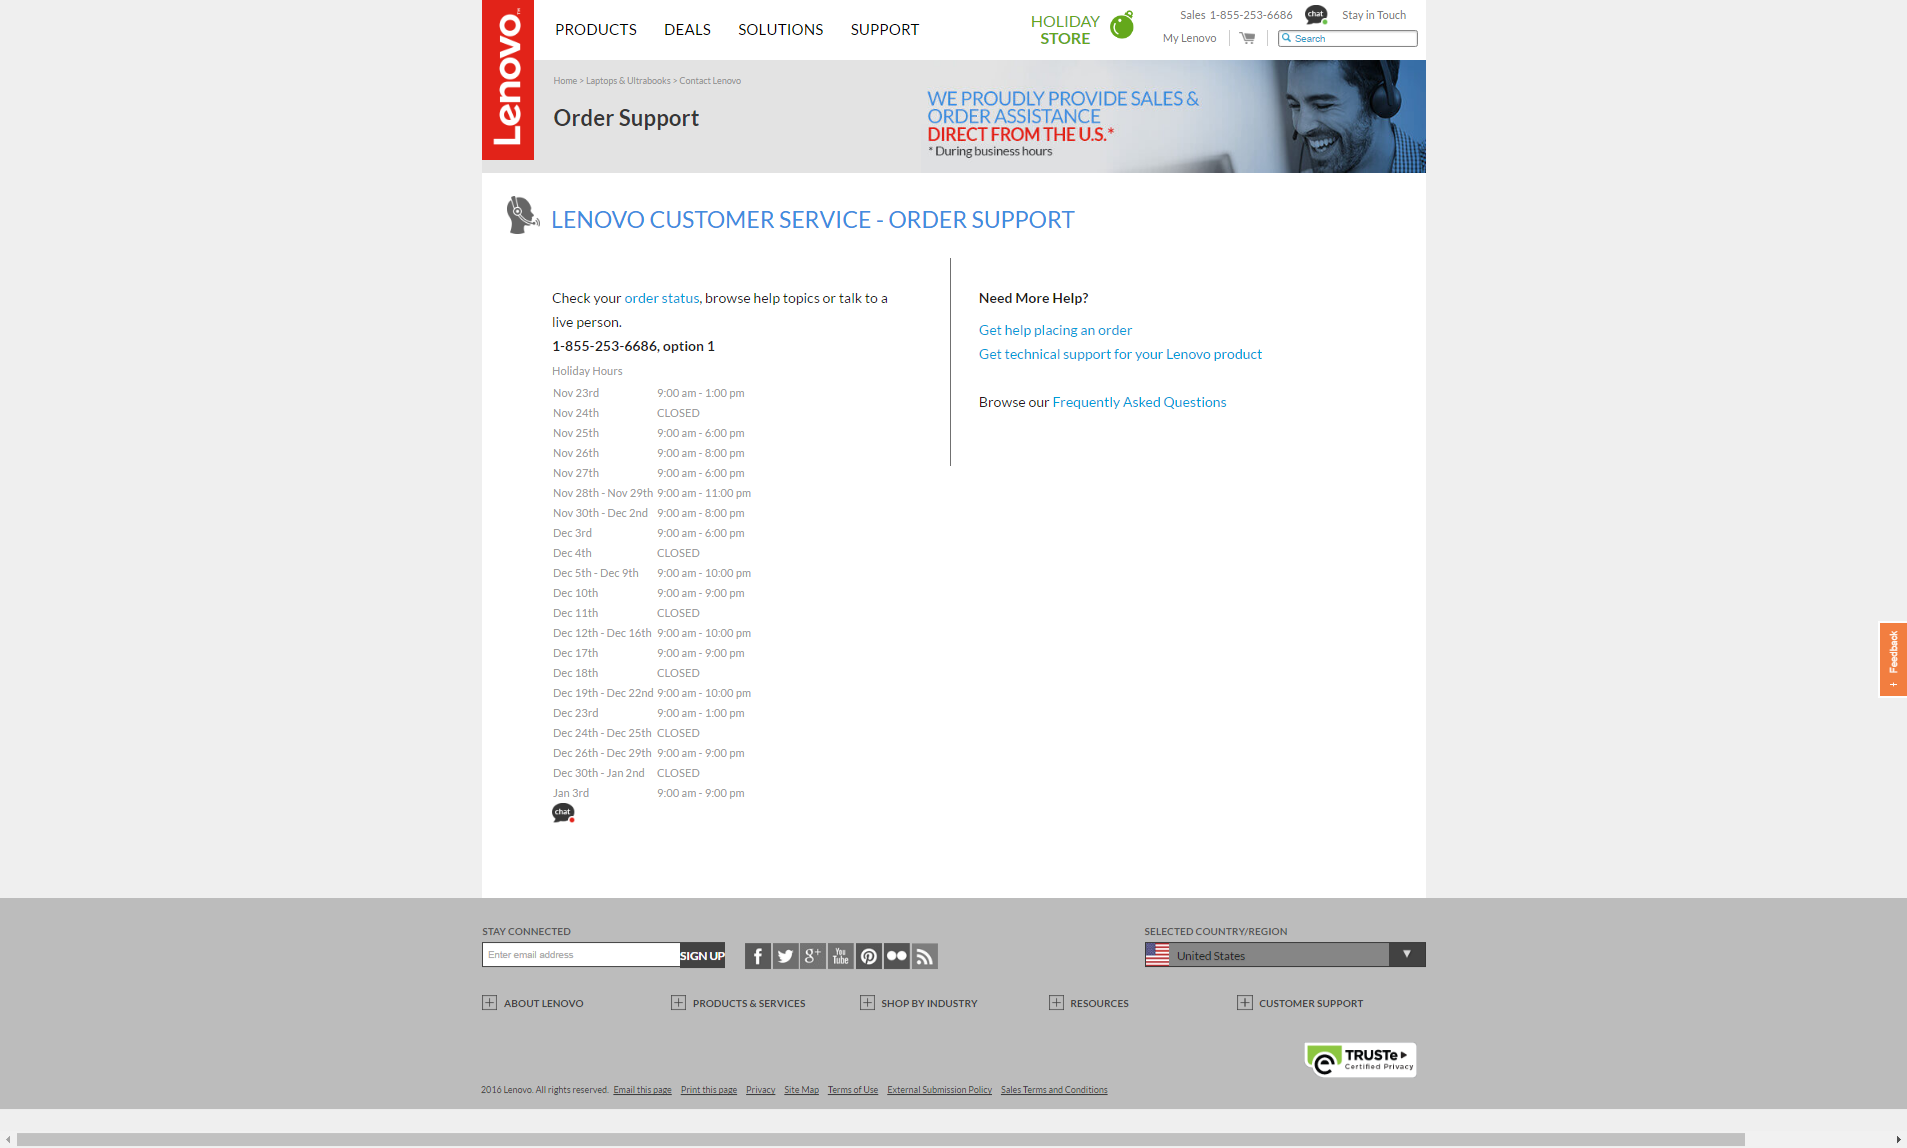 Lenovo™
PRODUCTS DEALS SOLUTIONS SUPPORT
HOLIDAY
STORE
Sales 1-855-253-6686 chat Stay in Touch
My Lenovo Search
Home > Laptops & Ultrabooks > Contact Lenovo
Order Support
WE PROUDLY PROVIDE SALES &
ORDER ASSISTANCE
DIRECT FROM THE U.S.*
* During business hours
LENOVO CUSTOMER SERVICE - ORDER SUPPORT
Check your order status, browse help topics or talk to a
live person.
1-855-253-6686, option 1
Holiday Hours
Nov 23rd 9:00 am - 1:00 pm
Nov 24th CLOSED
Nov 25th 9:00 am - 6:00 pm
Nov 26th 9:00 am - 8:00 pm
Nov 27th 9:00 am - 6:00 pm
Nov 28th - Nov 29th 9:00 am - 11:00 pm
Nov 30th - Dec 2nd 9:00 am - 8:00 pm
Dec 3rd 9:00 am - 6:00 pm
Dec 4th CLOSED
Dec 5th - Dec 9th 9:00 am - 10:00 pm
Dec 10th 9:00 am - 9:00 pm
Dec 11th CLOSED
Dec 12th - Dec 16th 9:00 am - 10:00 pm
Dec 17th 9:00 am - 9:00 pm
Dec 18th CLOSED
Dec 19th - Dec 22nd 9:00 am - 10:00 pm
Dec 23rd 9:00 am - 1:00 pm
Dec 24th - Dec 25th CLOSED
Dec 26th - Dec 29th 9:00 am - 9:00 pm
Dec 30th - Jan 2nd CLOSED
Jan 3rd 9:00 am - 9:00 pm
chat
Need More Help?
Get help placing an order
Get technical support for your Lenovo product
Browse our Frequently Asked Questions
+ Feedback
STAY CONNECTED
Enter email address SIGN UP
f g+ You Tube
SELECTED COUNTRY/REGION
United States
ABOUT LENOVO PRODUCTS & SERVICES SHOP BY INDUSTRY RESOURCES CUSTOMER SUPPORT
e TRUSTe
Certified Privacy
2016 Lenovo. All rights reserved. Email this page Print this page Privacy Site Map Terms of Use External Submission Policy Sales Terms and Conditions